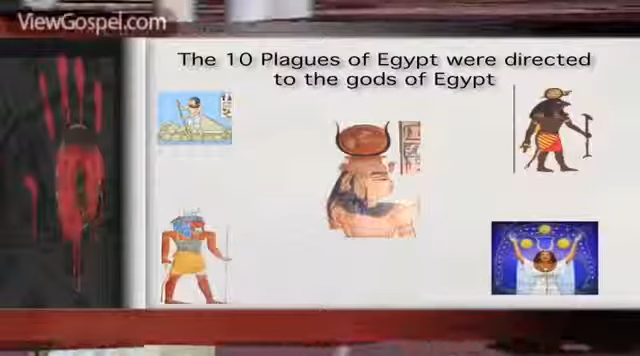 ViewGospel.com
The 10 Plagues of Egypt were directed
to the gods of Egypt